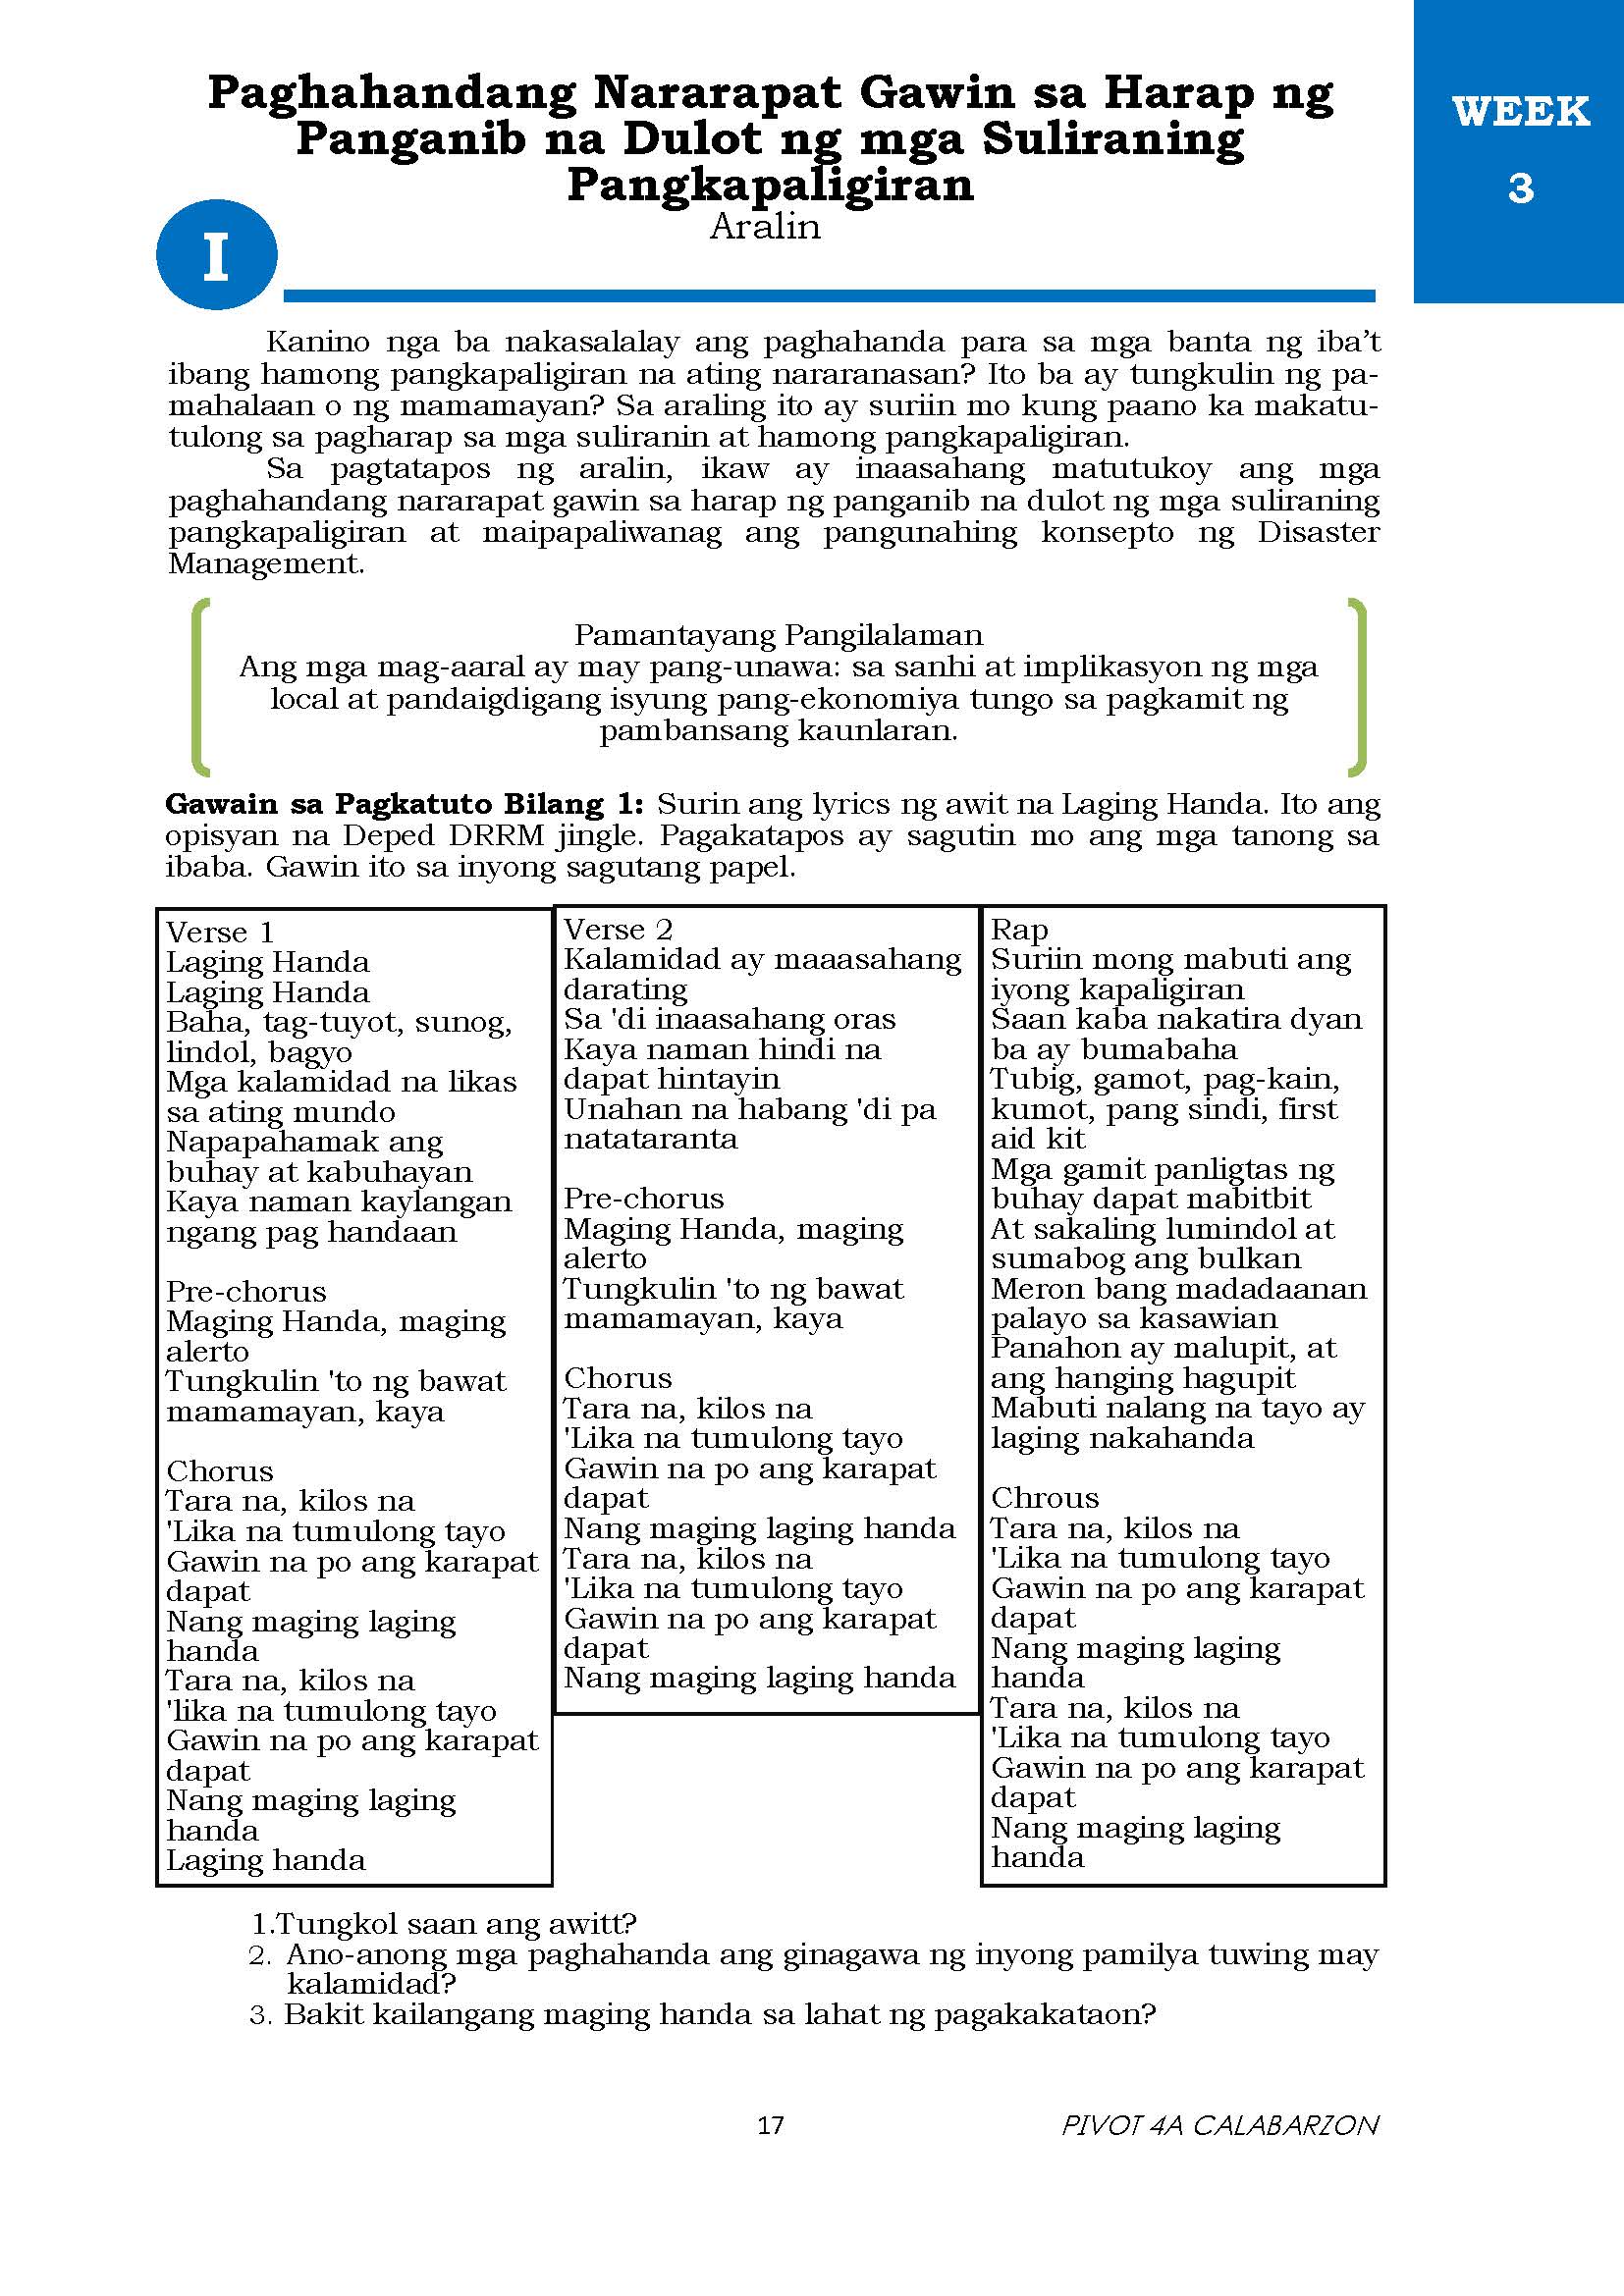 Paghahandang Nararapat Gawin sa Harap ng
Panganib na Dulot ng mga Suliraning
Pangkapaligiran
Aralin
WEEK
3
I
Kanino nga ba nakasalalay ang paghahanda para sa mga banta ng iba’t
ibang hamong pangkapaligiran na ating nararanasan? Ito ba ay tungkulin ng pa-
mahalaan o ng mamamayan? Sa araling ito ay suriin mo kung paano ka makatu-
tulong sa pagharap sa mga suliranin at hamong pangkapaligiran.
Sa pagtatapos ng aralin, ikaw ay inaasahang matutukoy ang mga
paghahandang nararapat gawin sa harap ng panganib na dulot ng mga suliraning
pangkapaligiran at maipapaliwanag ang pangunahing konsepto ng Disaster
Management.
Pamantayang Pangilalaman
Ang mga mag-aaral ay may pang-unawa: sa sanhi at implikasyon ng mga
local at pandaigdigang isyung pang-ekonomiya tungo sa pagkamit ng
pambansang kaunlaran.
Gawain sa Pagkatuto Bilang 1: Surin ang lyrics ng awit na Laging Handa. Ito ang
opisyan na Deped DRRM jingle. Pagakatapos ay sagutin mo ang mga tanong sa
ibaba. Gawin ito sa inyong sagutang papel.
Verse 1
Laging Handa
Laging Handa
Baha, tag-tuyot, sunog,
lindol, bagyo
Mga kalamidad na likas
sa ating mundo
Napapahamak ang
buhay at kabuhayan
Kaya naman kaylangan
ngang pag handaan
Pre-chorus
Maging Handa, maging
alerto
Tungkulin 'to ng bawat
mamamayan, kaya
Chorus
Tara na, kilos na
'Lika na tumulong tayo
Gawin na po ang karapat
dapat
Nang maging laging
handa
Tara na, kilos na
'lika na tumulong tayo
Gawin na po ang karapat
dapat
Nang maging laging
handa
Laging handa
Verse 2
Kalamidad ay maaasahang
darating
Sa 'di inaasahang oras
Kaya naman hindi na
dapat hintayin
Unahan na habang 'di pa
natataranta
Pre-chorus
Maging Handa, maging
alerto
Tungkulin 'to ng bawat
mamamayan, kaya
Chorus
Tara na, kilos na
'Lika na tumulong tayo
Gawin na po ang karapat
dapat
Nang maging laging handa
Tara na, kilos na
'Lika na tumulong tayo
Gawin na po ang karapat
dapat
Nang maging laging handa
Rap
Suriin mong mabuti ang
iyong kapaligiran
Saan kaba nakatira dyan
ba ay bumabaha
Tubig, gamot, pag-kain,
kumot, pang sindi, first
aid kit
Mga gamit panligtas ng
buhay dapat mabitbit
At sakaling lumindol at
sumabog ang bulkan
Meron bang madadaanan
palayo sa kasawian
Panahon ay malupit, at
ang hanging hagupit
Mabuti nalang na tayo ay
laging nakahanda
Chrous
Tara na, kilos na
'Lika na tumulong tayo
Gawin na po ang karapat
dapat
Nang maging laging
handa
Tara na, kilos na
'Lika na tumulong tayo
Gawin na po ang karapat
dapat
Nang maging laging
handa
1.Tungkol saan ang awitt?
2. Ano-anong mga paghahanda ang ginagawa ng inyong pamilya tuwing may
kalamidad?
3. Bakit kailangang maging handa sa lahat ng pagakakataon?
17
PIVOT 4A CALABARZON